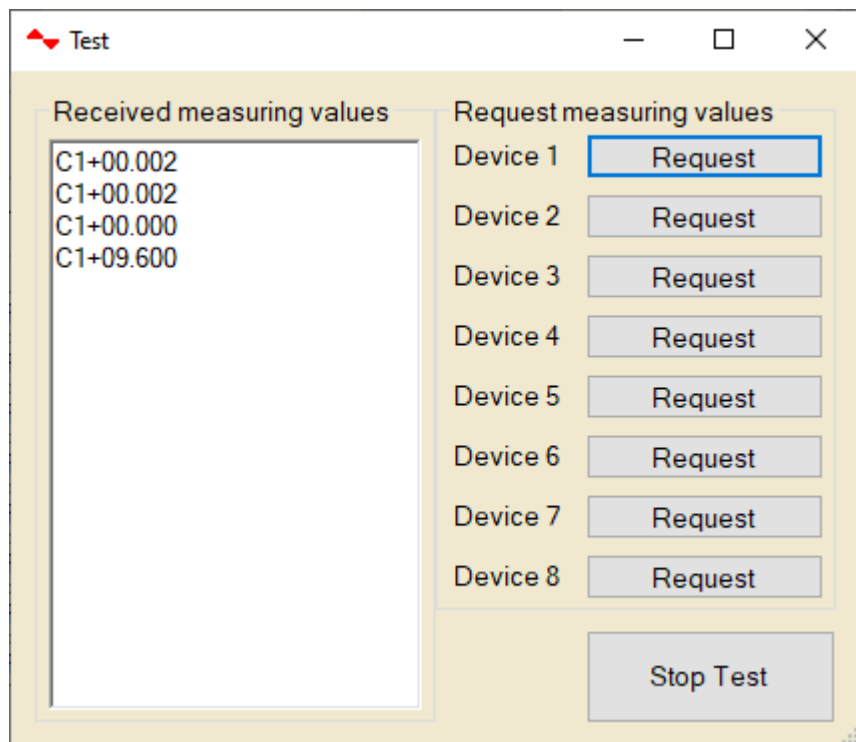 Test
Received measuring values
C1+00.002
C1+00.002
C1+00.000
C1+09.600
Request measuring values
Device 1 Request
Device 2 Request
Device 3 Request
Device 4 Request
Device 5 Request
Device 6 Request
Device 7 Request
Device 8 Request
Stop Test